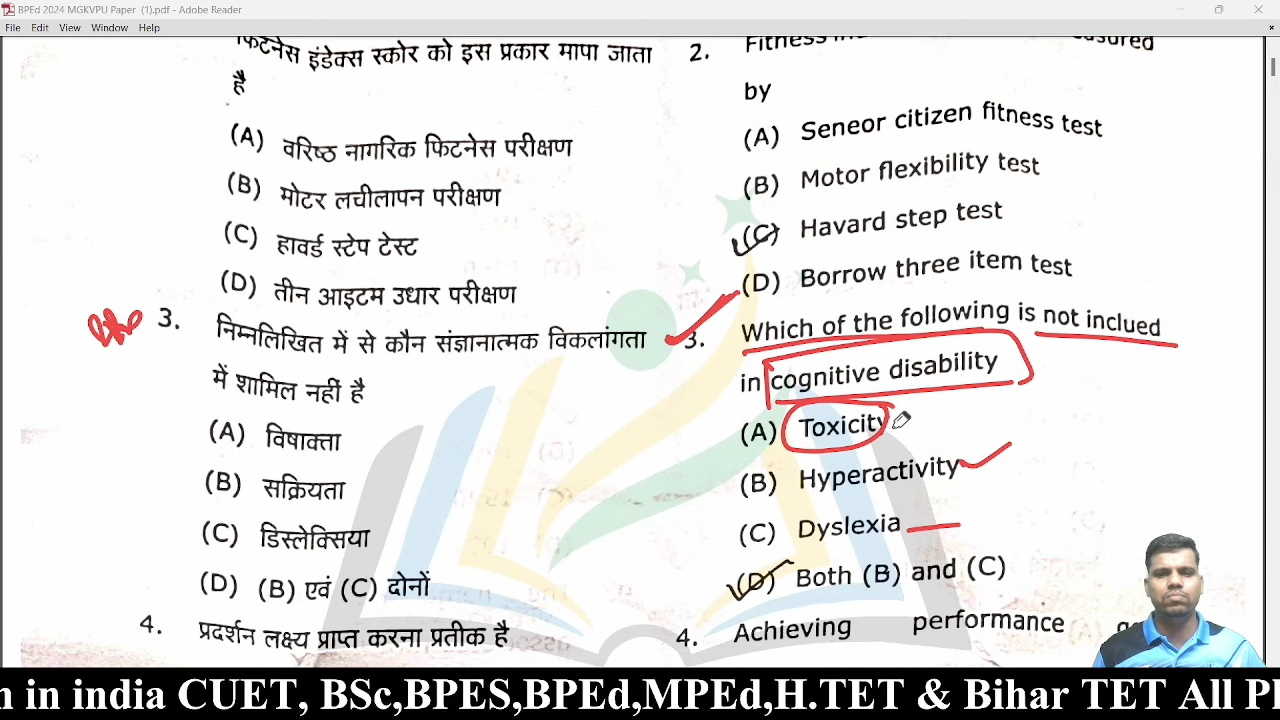 BPEd 2024 MGKVPU Paper (1).pdf - Adobe Reader
File Edit View Window Help
फिटनेस इंडेक्स स्कोर को इस प्रकार मापा जाता
है
(A) वरिष्ठ नागरिक फिटनेस परीक्षण
(B) मोटर लचीलापन परीक्षण
(C) हावर्ड स्टेप टेस्ट
(D) तीन आइटम उधार परीक्षण
3. निम्नलिखित में से कौन संज्ञानात्मक विकलांगता
में शामिल नहीं है
(A) विषाक्ता
(B) सक्रियता
(C) डिस्लेक्सिया
(D) (B) एवं (C) दोनों
4. प्रदर्शन लक्ष्य प्राप्त करना प्रतीक है
2. Fitness
by
(A) Seneor citizen fitness test
(B) Motor flexibility test
(C) Havard step test
(D) Borrow three item test
3. Which of the following is not inclued
in cognitive disability
(A) Toxicity
(B) Hyperactivity
(C) Dyslexia
(D) Both (B) and (C)
4. Achieving performance
in india CUET, BSc,BPES,BPEd,MPEd,H.TET & Bihar TET All